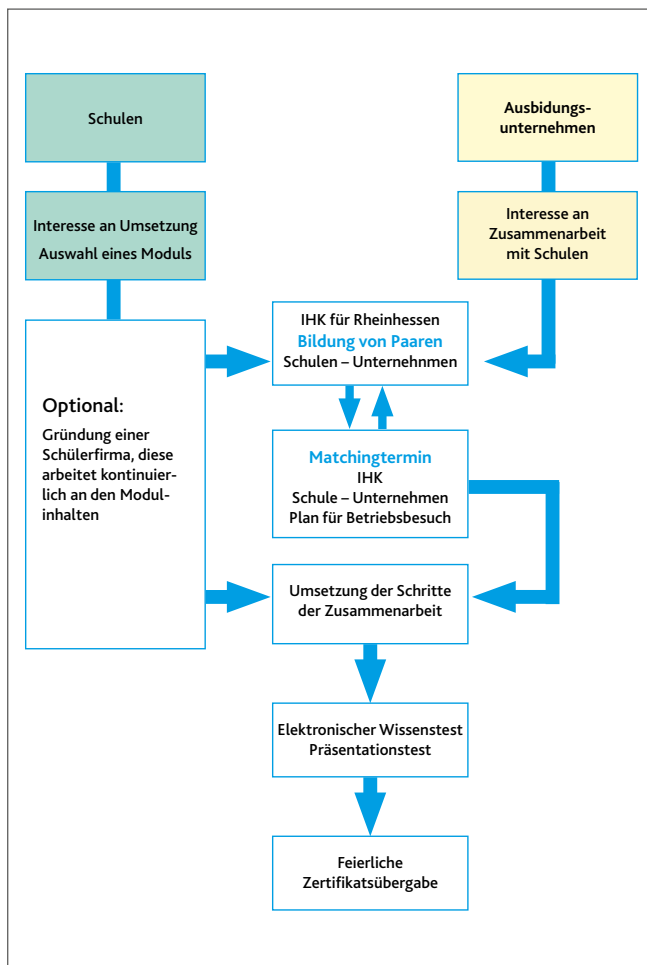 Schulen
Interesse an Umsetzung
Auswahl eines Moduls
Optional:
Gründung einer
Schülerfirma, diese
arbeitet kontinuier-
lich an den Modul-
inhalten
Ausbidungs-
unternehmen
Interesse an
Zusammenarbeit
mit Schulen
IHK für Rheinhessen
Bildung von Paaren
Schulen – Unternehnmen
Matchingtermin
IHK
Schule – Unternehmen
Plan für Betriebsbesuch
Umsetzung der Schritte
der Zusammenarbeit
Elektronischer Wissenstest
Präsentationstest
Feierliche
Zertifikatsübergabe